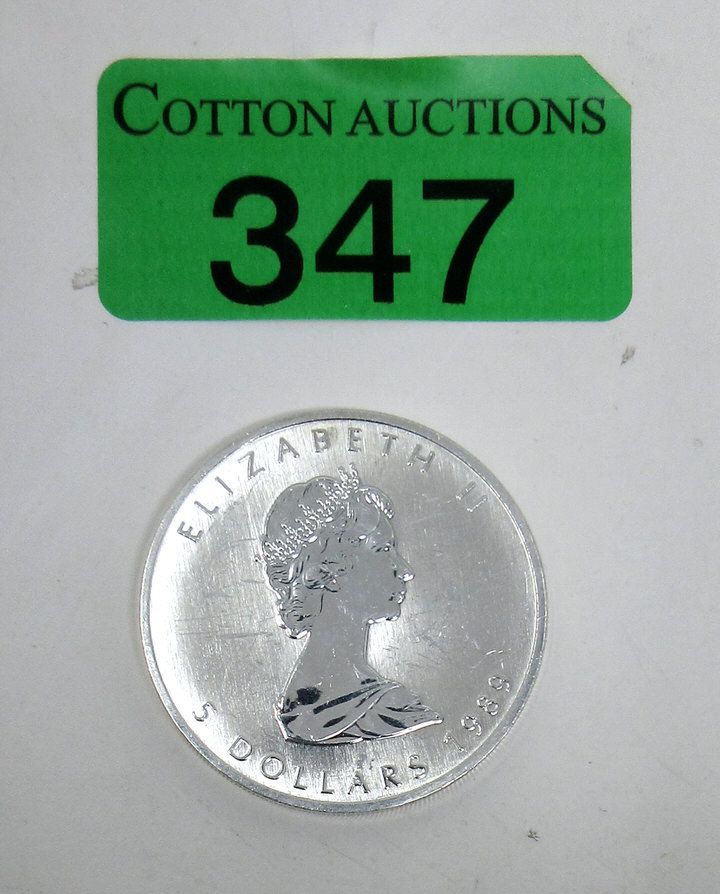 COTTON AUCTIONS
347
ELIZABETH II
5 DOLLARS 1989